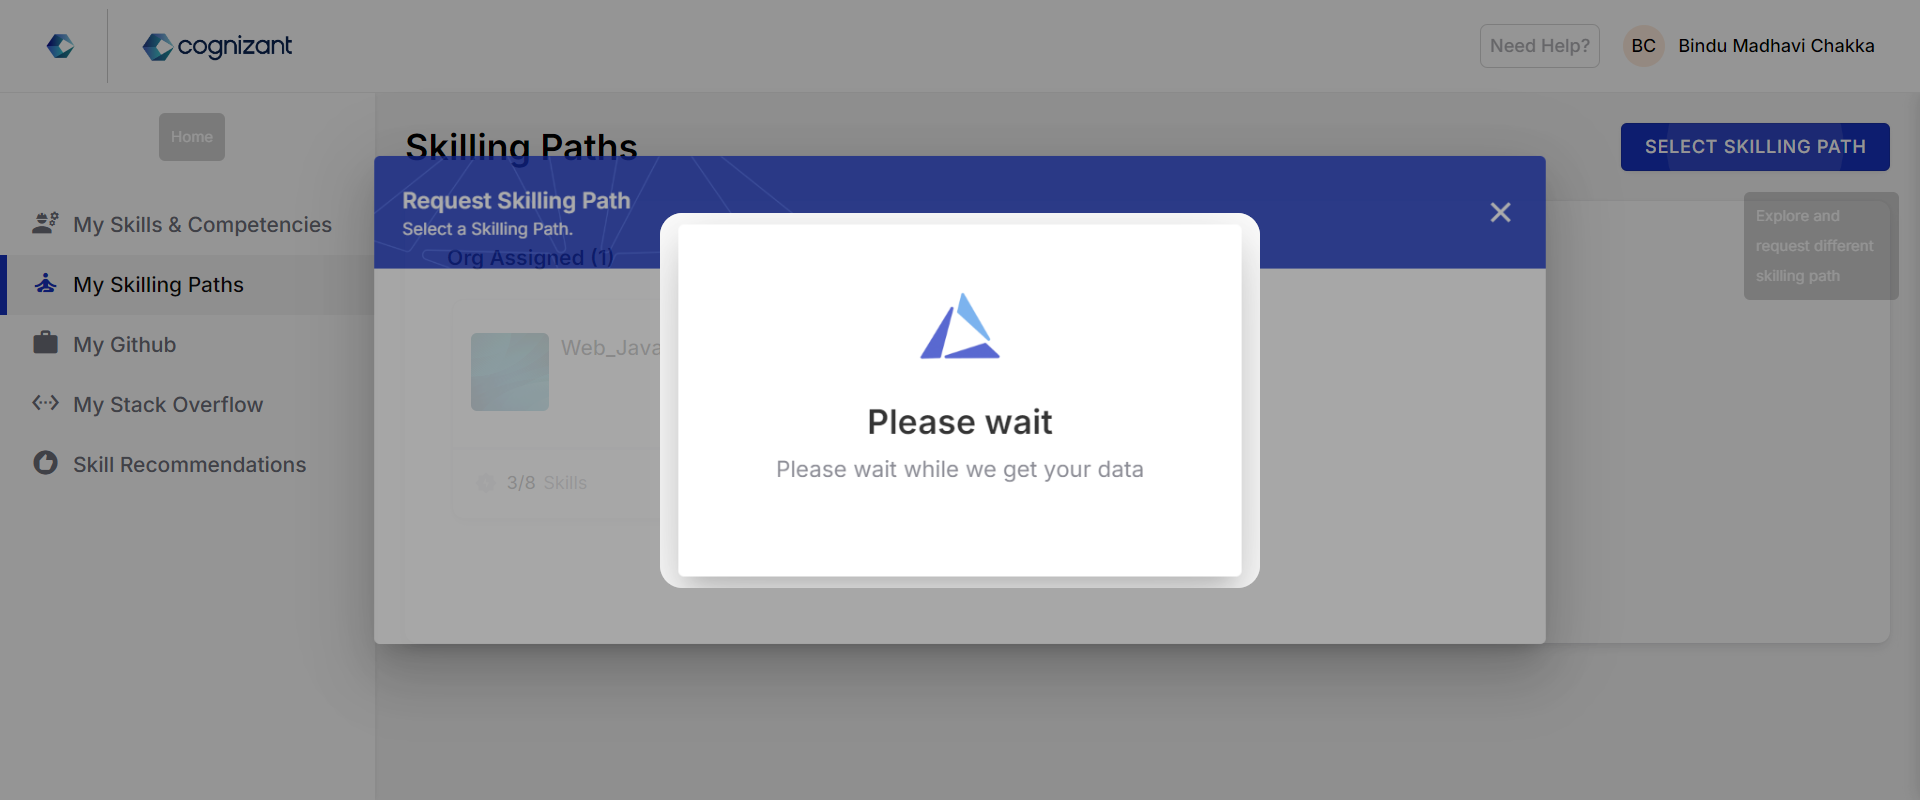 cognizant
Need Help?
BC
Bindu Madhavi Chakka
Home
My Skills & Competencies
My Skilling Paths
My Github
My Stack Overflow
Skill Recommendations
Skilling Paths
SELECT SKILLING PATH
Explore and
request different
skilling path
Request Skilling Path
Select a Skilling Path.
Org Assigned (1)
Web_Java
3/8 Skills
Please wait
Please wait while we get your data